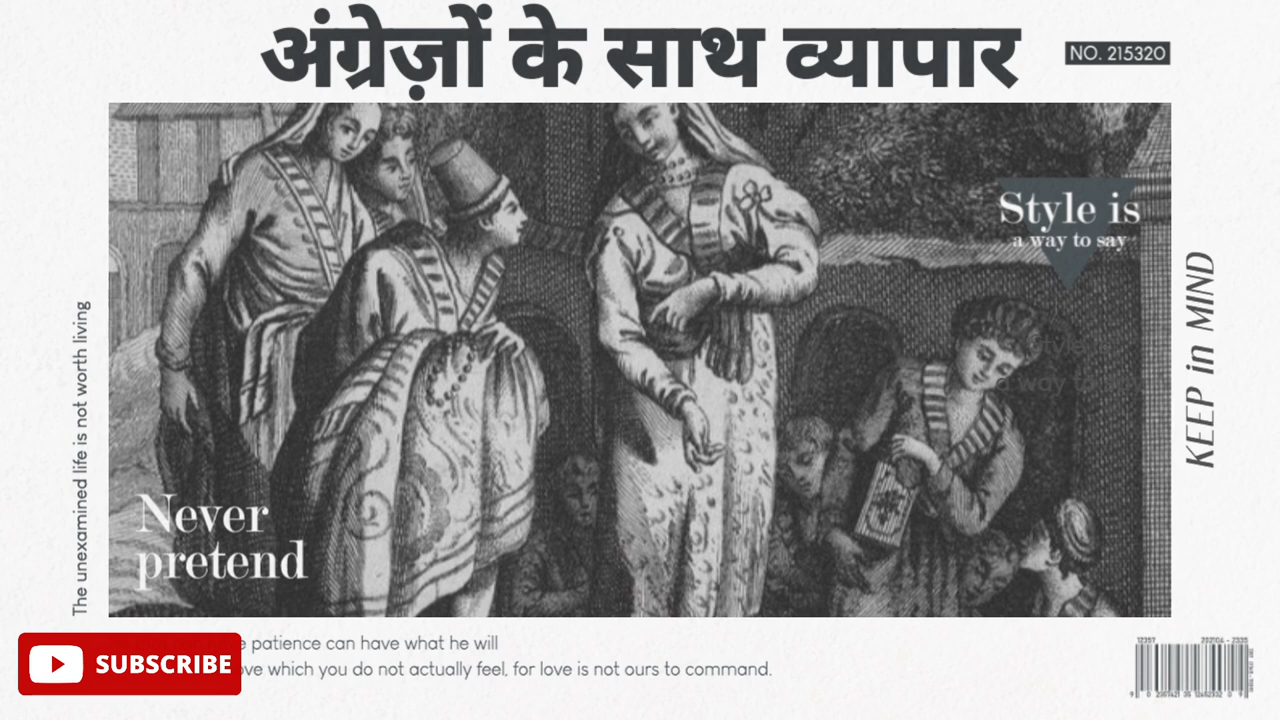 अंग्रेज़ों के साथ व्यापार
NO. 215320
Style is
a way to say
KEEP in MIND
The unexamined life is not worth living
Never
pretend
patience can have what he will
which you do not actually feel, for love is not ours to command.
SUBSCRIBE
12357